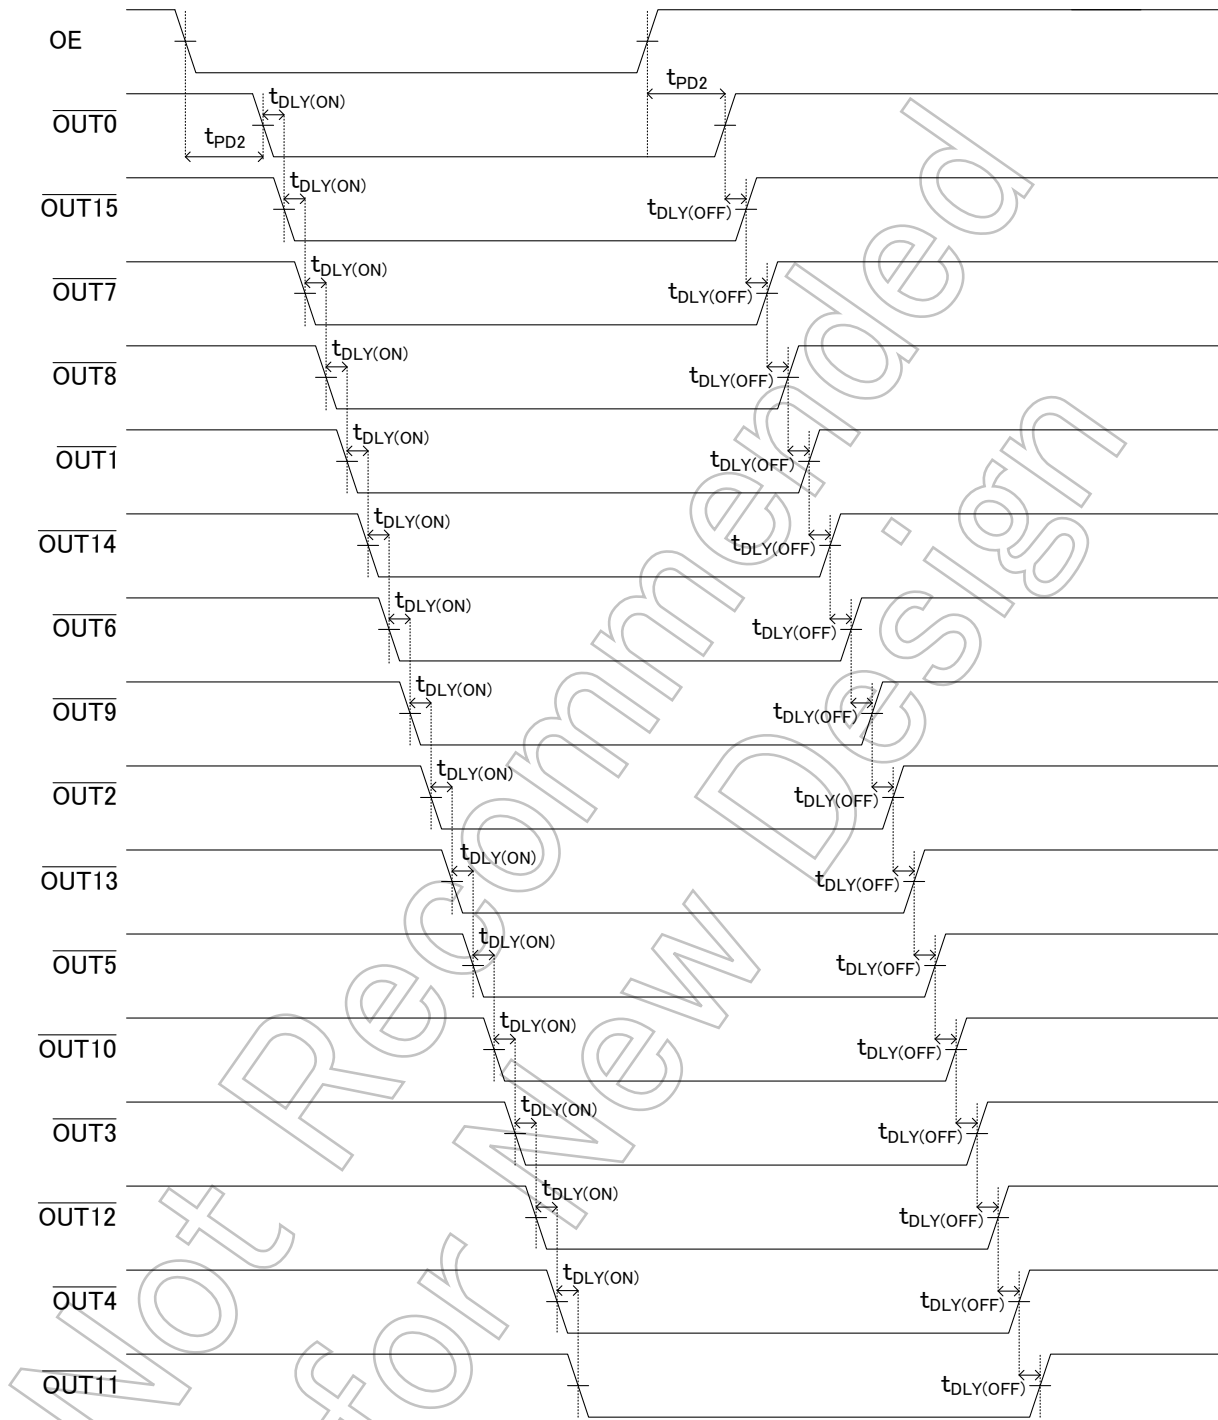 OE
tPD2
tDLY(ON)
OUT0
tPD2
tDLY(ON)
OUT15
tDLY(OFF)
tDLY(ON)
OUT7
tDLY(OFF)
tDLY(ON)
OUT8
tDLY(OFF)
tDLY(ON)
OUT1
tDLY(OFF)
tDLY(ON)
OUT14
tDLY(OFF)
tDLY(ON)
OUT6
tDLY(OFF)
tDLY(ON)
OUT9
tDLY(OFF)
tDLY(ON)
OUT2
tDLY(OFF)
tDLY(ON)
OUT13
tDLY(OFF)
tDLY(ON)
OUT5
tDLY(OFF)
tDLY(ON)
OUT10
tDLY(OFF)
tDLY(ON)
OUT3
tDLY(OFF)
tDLY(ON)
OUT12
tDLY(OFF)
tDLY(ON)
OUT4
tDLY(OFF)
OUT11
tDLY(OFF)
Not Recommended
for New Design